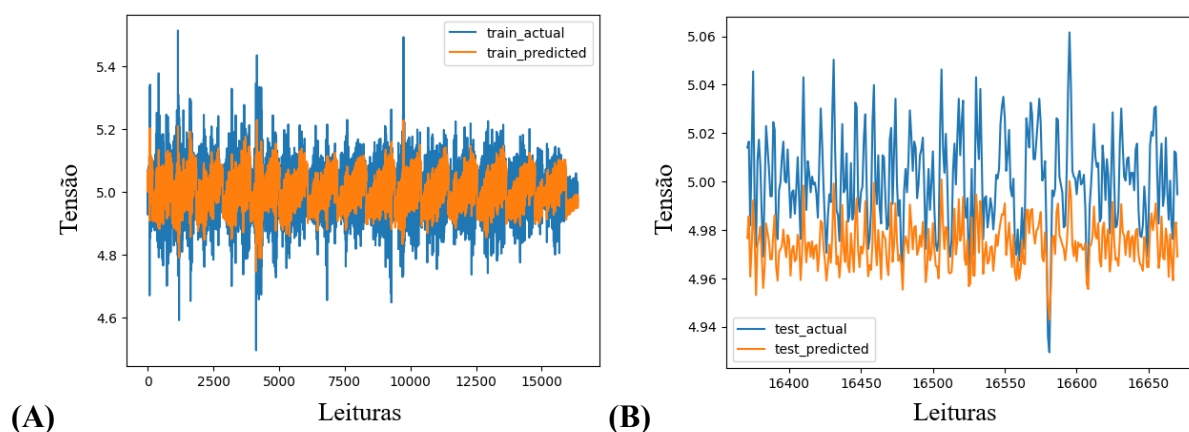 train_actual
train_predicted
5.4
5.2
5.0
4.8
4.6
Tensão
0 2500 5000 7500 10000 12500 15000
Leituras
(A)
5.06
5.04
5.02
5.00
4.98
4.96
4.94
Tensão
test_actual
test_predicted
16400 16450 16500 16550 16600 16650
Leituras
(B)